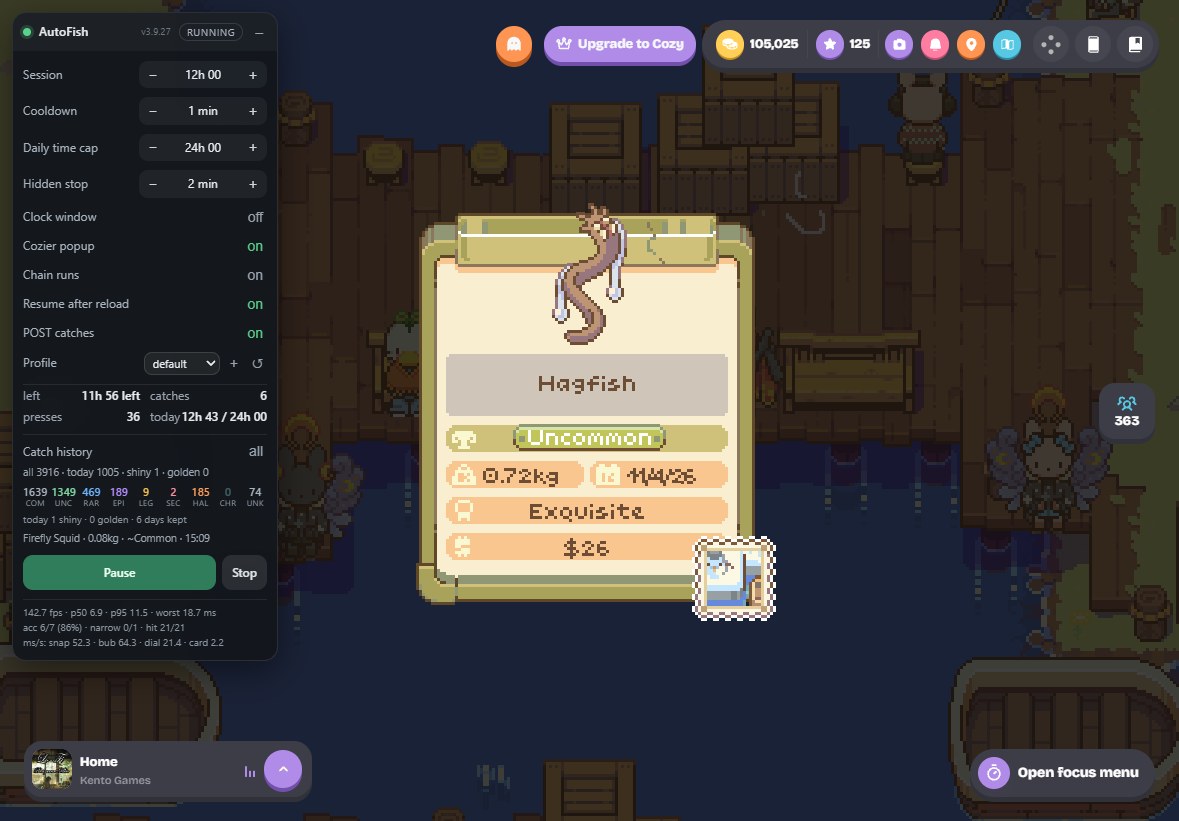 AutoFish v3.9.27 RUNNING –
Upgrade to Cozy
105,025
125
Session – 12h 00 +
Cooldown – 1 min +
Daily time cap – 24h 00 +
Hidden stop – 2 min +
Clock window off
Cozier popup on
Chain runs on
Resume after reload on
POST catches on
Profile default + ↺
left 11h 56 left catches 6
presses 36 today 12h 43 / 24h 00
Catch history all
all 3916 · today 1005 · shiny 1 · golden 0
1639 1349 469 189 9 2 185 0 74
COM UNC RAR EPI LEG SEC HAL CHR UNK
today 1 shiny · 0 golden · 6 days kept
Firefly Squid · 0.08kg · ~Common · 15:09
Pause Stop
142.7 fps · p50 6.9 · p95 11.5 · worst 18.7 ms
acc 6/7 (86%) · narrow 0/1 · hit 21/21
ms/s: snap 52.3 · bub 64.3 · dial 21.4 · card 2.2
Hagfish
Uncommon
0.72kg
11/4/26
Exquisite
$26
363
Home
Kento Games
Open focus menu